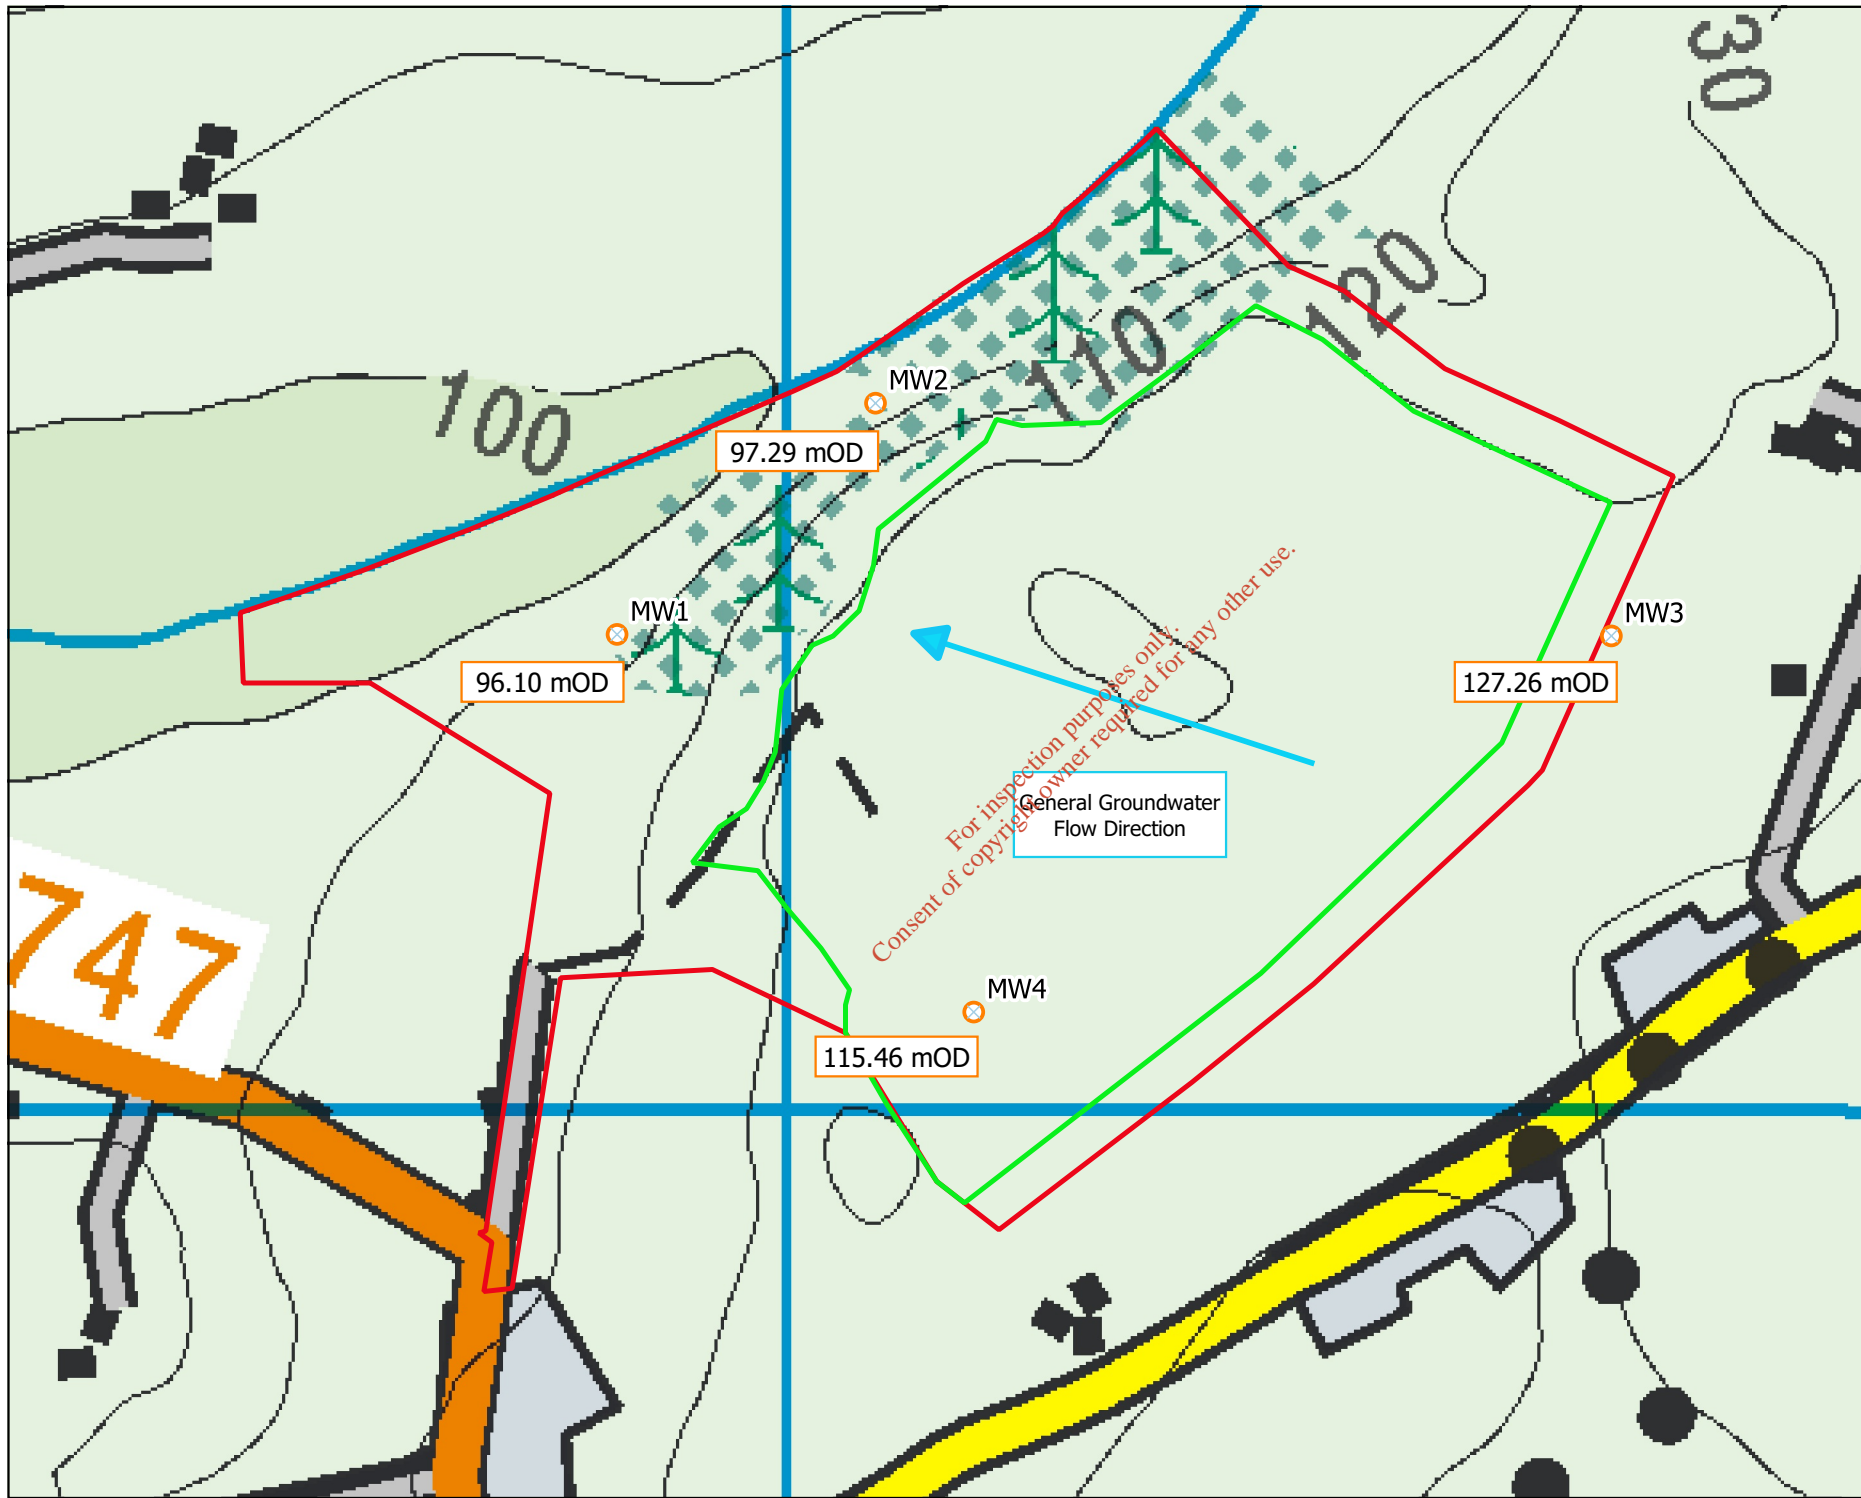 30
120
110
100
MW2
97.29 mOD
MW1
96.10 mOD
MW3
127.26 mOD
For inspection purposes only.
Consent of copyright owner required for any other use.
General Groundwater
Flow Direction
747
MW4
115.46 mOD